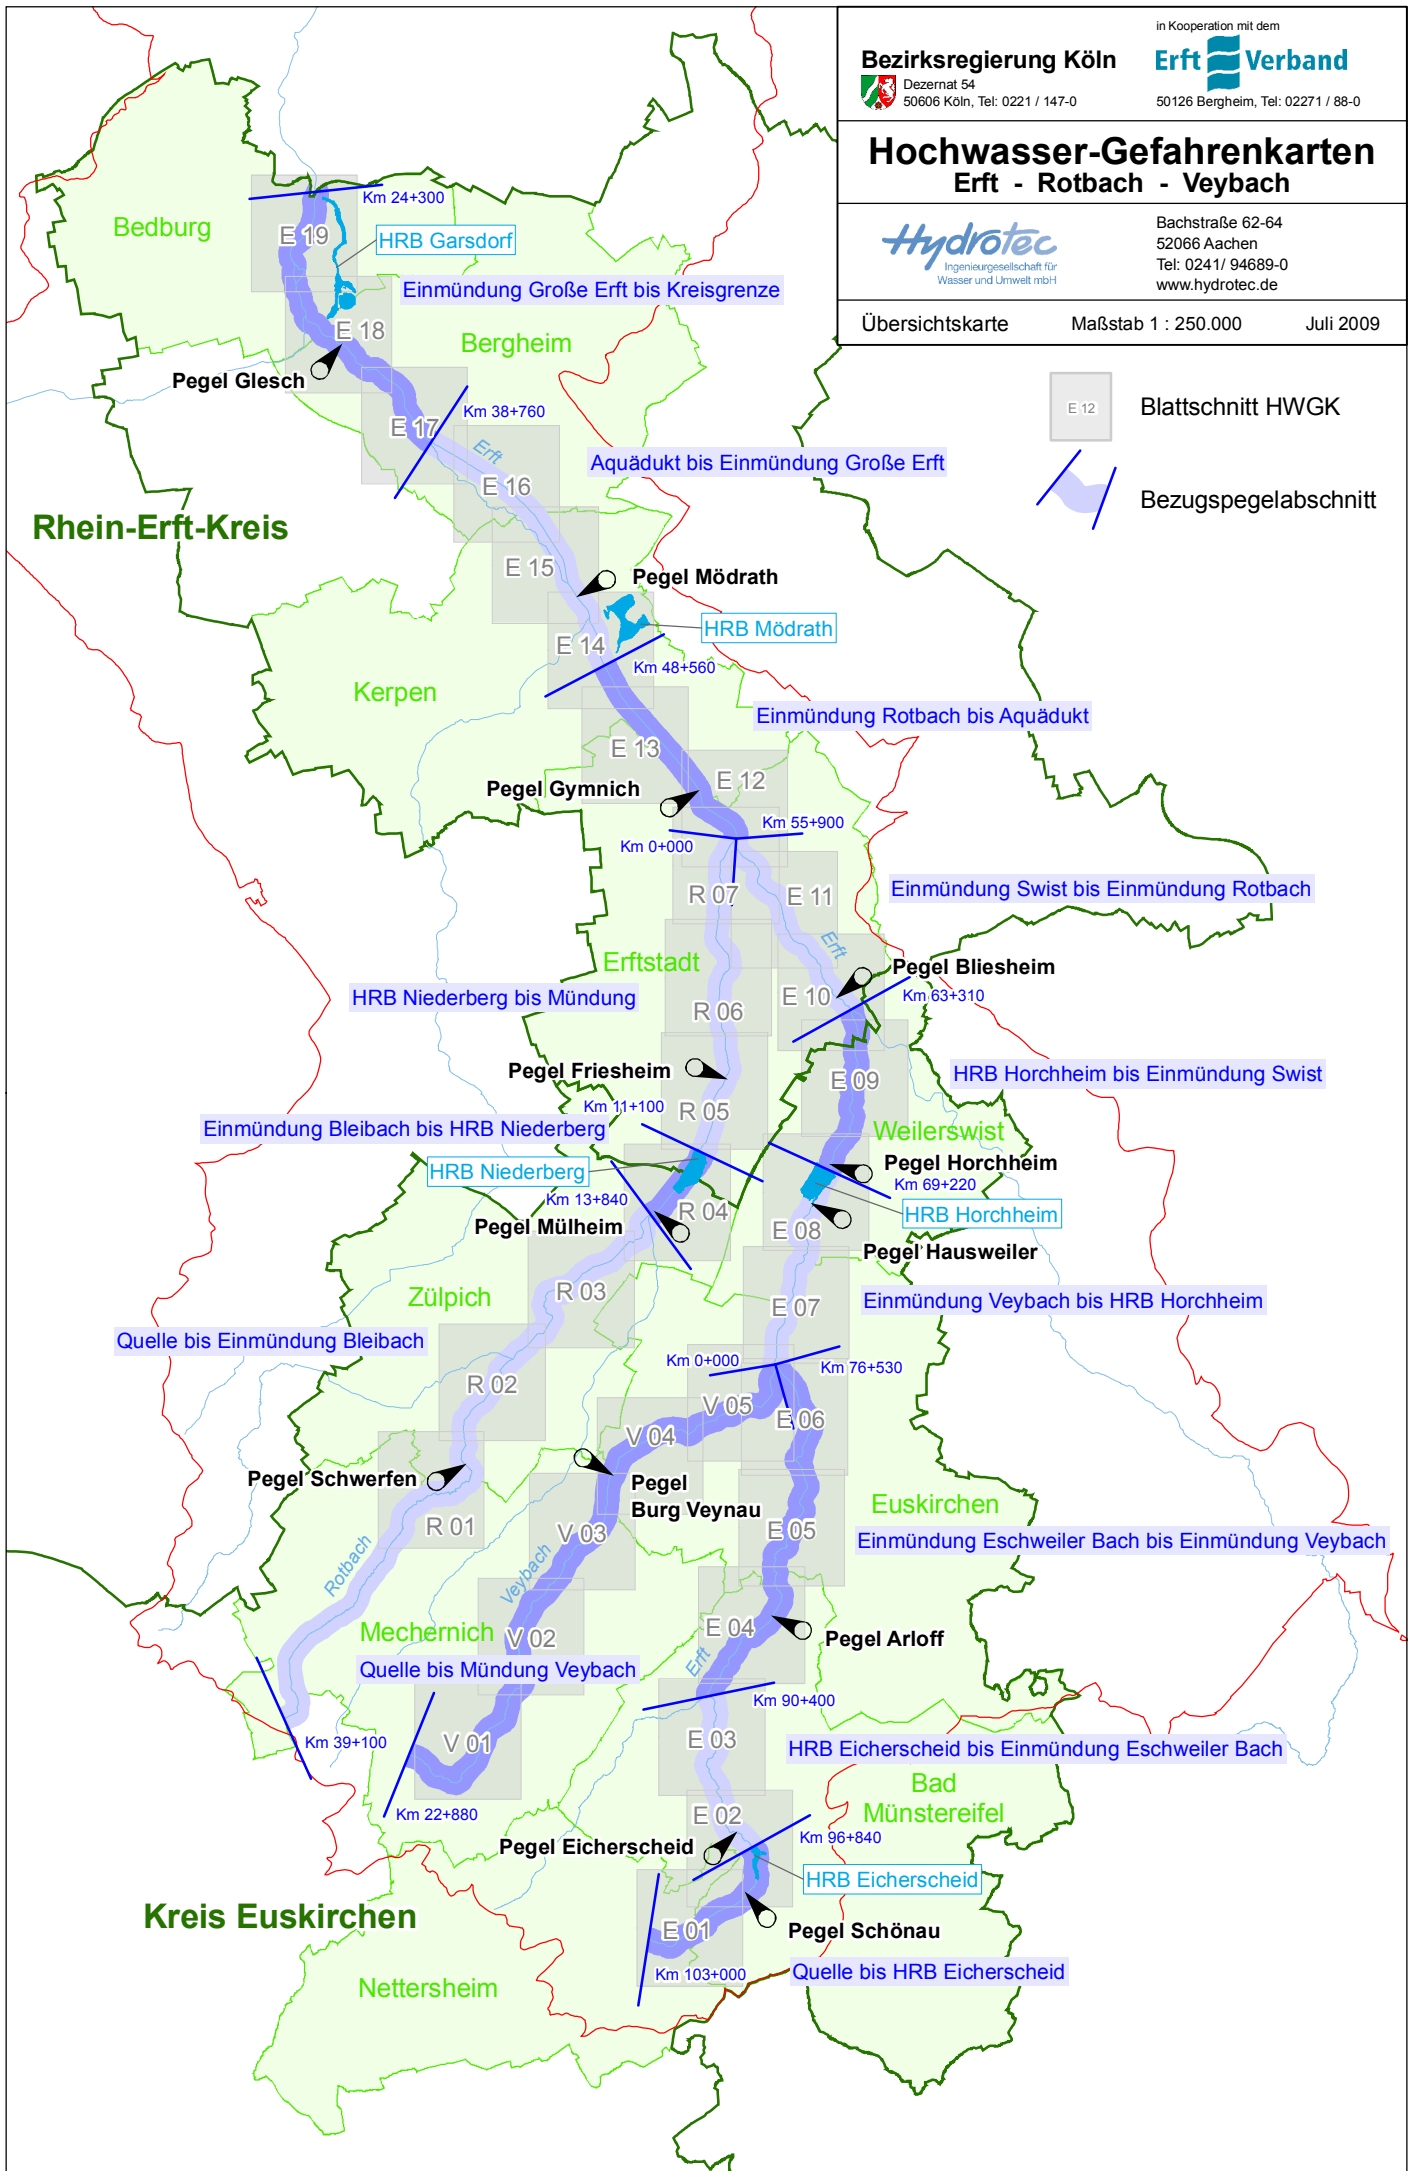 in Kooperation mit dem
Bezirksregierung Köln
Erft Verband
Dezernat 54
50606 Köln, Tel: 0221 / 147-0
50126 Bergheim, Tel: 02271 / 88-0
Hochwasser-Gefahrenkarten
Erft - Rotbach - Veybach
Hydrotec
Ingenieurgesellschaft für
Wasser und Umwelt mbH
Bachstraße 62-64
52066 Aachen
Tel: 0241/ 94689-0
www.hydrotec.de
Übersichtskarte
Maßstab 1 : 250.000
Juli 2009
E 12
Blattschnitt HWGK
Bezugspegelabschnitt
Km 24+300
Bedburg
E 19
HRB Garsdorf
Einmündung Große Erft bis Kreisgrenze
E 18
Bergheim
Pegel Glesch
Km 38+760
E 17
Erft
Aquädukt bis Einmündung Große Erft
E 16
Rhein-Erft-Kreis
E 15
Pegel Mödrath
HRB Mödrath
E 14
Km 48+560
Kerpen
Einmündung Rotbach bis Aquädukt
E 13
E 12
Pegel Gymnich
Km 55+900
Km 0+000
R 07
E 11
Einmündung Swist bis Einmündung Rotbach
Erft
Erftstadt
Pegel Bliesheim
HRB Niederberg bis Mündung
E 10
Km 63+310
R 06
Pegel Friesheim
E 09
HRB Horchheim bis Einmündung Swist
Km 11+100
R 05
Einmündung Bleibach bis HRB Niederberg
Weilerswist
HRB Niederberg
Pegel Horchheim
Km 69+220
Km 13+840
R 04
HRB Horchheim
Pegel Mülheim
E 08
Pegel Hausweiler
Zülpich
R 03
E 07
Einmündung Veybach bis HRB Horchheim
Quelle bis Einmündung Bleibach
Km 0+000
Km 76+530
R 02
V 05
E 06
V 04
Pegel Schwerfen
Pegel
Burg Veynau
Euskirchen
R 01
V 03
E 05
Einmündung Eschweiler Bach bis Einmündung Veybach
Rotbach
Veybach
Mechernich
V 02
E 04
Pegel Arloff
Erft
Quelle bis Mündung Veybach
Km 90+400
Km 39+100
V 01
E 03
HRB Eicherscheid bis Einmündung Eschweiler Bach
Bad
Münstereifel
Km 22+880
E 02
Km 96+840
Pegel Eicherscheid
HRB Eicherscheid
Kreis Euskirchen
E 01
Pegel Schönau
Km 103+000
Quelle bis HRB Eicherscheid
Nettersheim